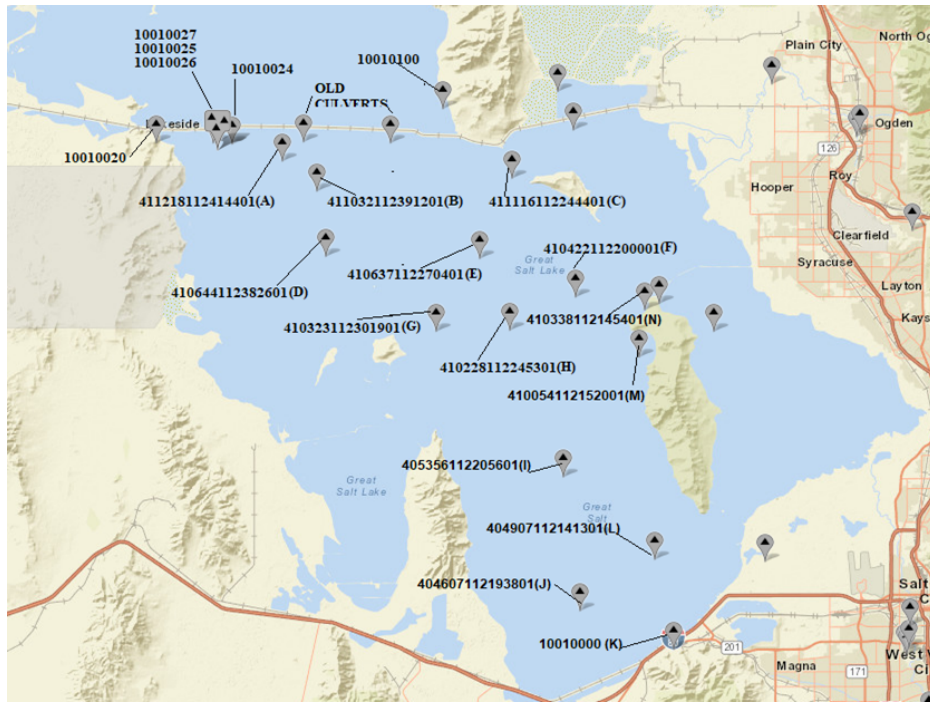 10010027
10010025
10010026
10010024
10010100
OLD
CULVERTS
10010020
Plain City
North Og
Ogden
126
Roy
Hooper
Clearfield
Syracuse
Layton
Kays
411218112414401(A)
411032112391201(B)
411116112244401(C)
410422112200001(F)
Great
Salt Lake
410637112270401(E)
410644112382601(D)
410323112301901(G)
410338112145401(N)
410228112245301(H)
410054112152001(M)
405356112205601(I)
Great
Salt Lake
Great
Salt
404907112141301(L)
404607112193801(J)
10010000 (K)
201
Magna
171
Salt
C
West V
Ci